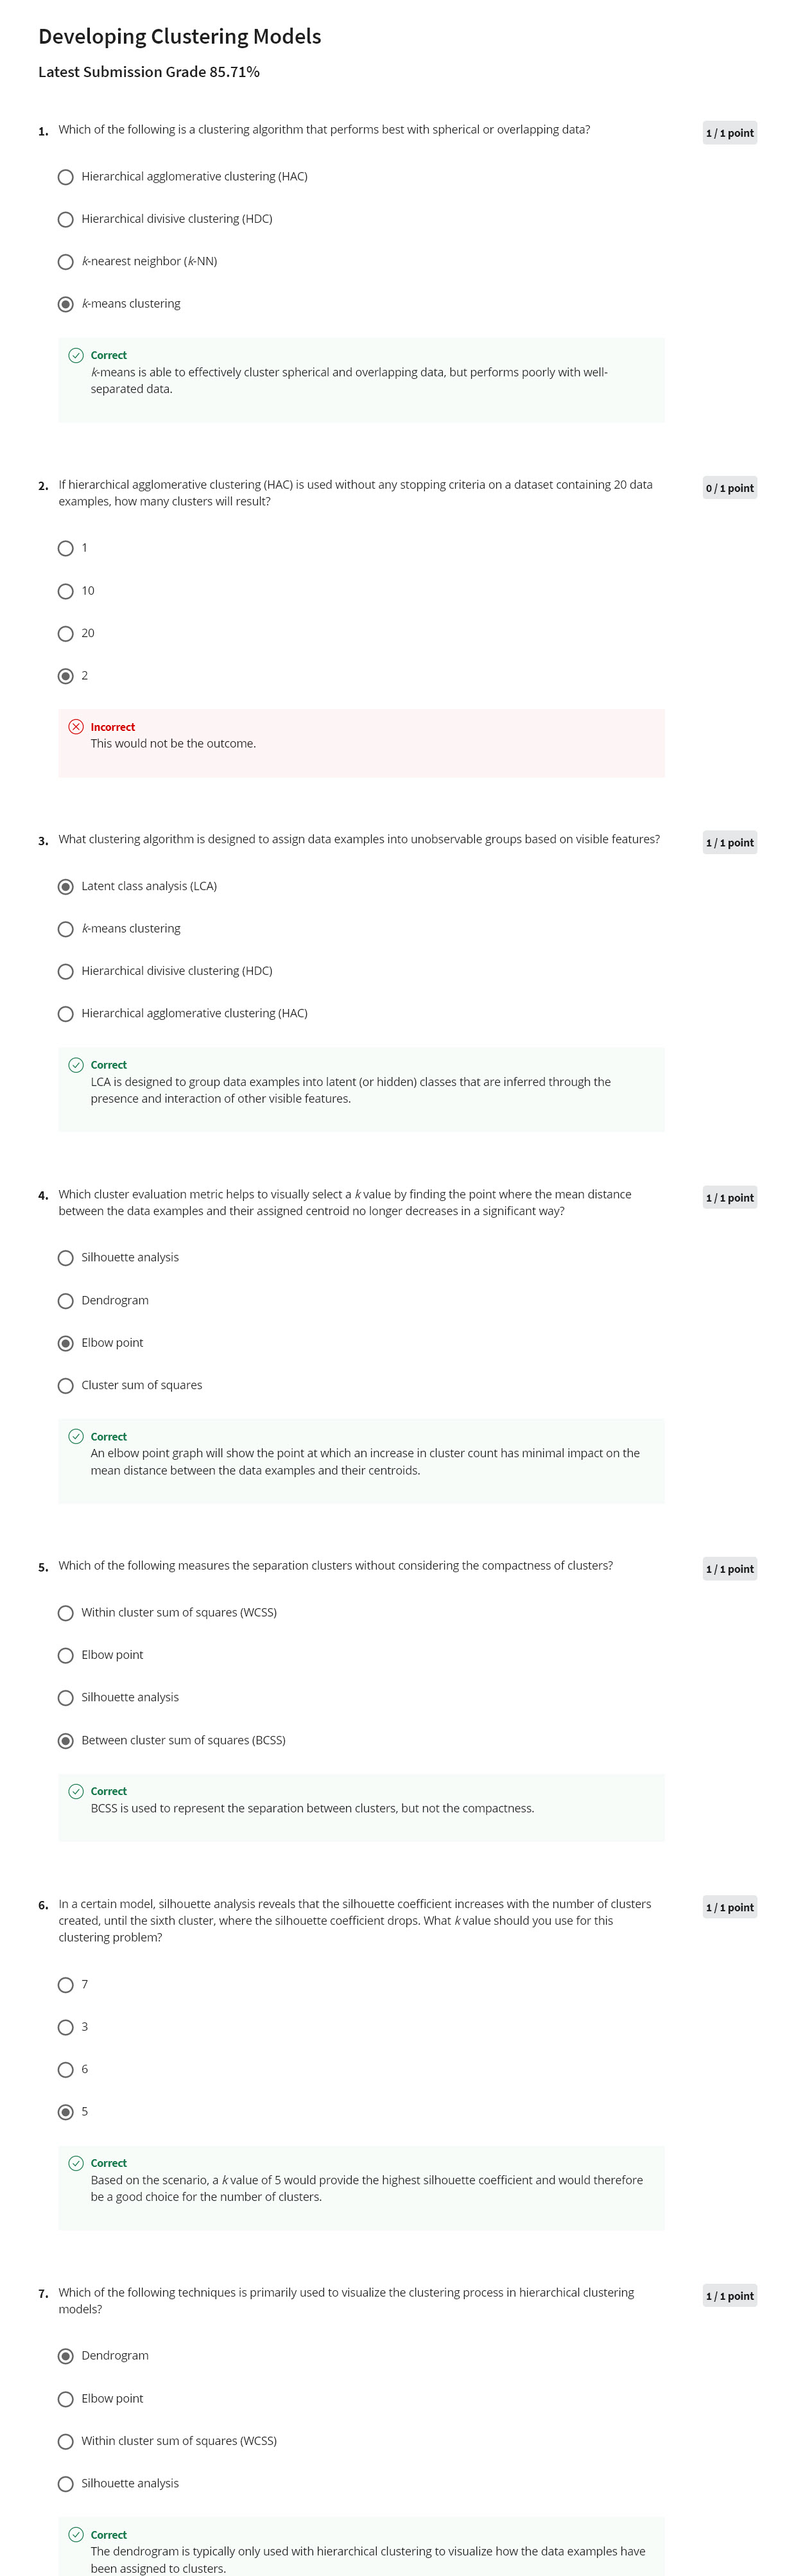 Developing Clustering Models
Latest Submission Grade 85.71%
1. Which of the following is a clustering algorithm that performs best with spherical or overlapping data? 1 / 1 point
Hierarchical agglomerative clustering (HAC)
Hierarchical divisive clustering (HDC)
k-nearest neighbor (k-NN)
k-means clustering
Correct
k-means is able to effectively cluster spherical and overlapping data, but performs poorly with well-
separated data.
2. If hierarchical agglomerative clustering (HAC) is used without any stopping criteria on a dataset containing 20 data 0 / 1 point
examples, how many clusters will result?
1
10
20
2
Incorrect
This would not be the outcome.
3. What clustering algorithm is designed to assign data examples into unobservable groups based on visible features? 1 / 1 point
Latent class analysis (LCA)
k-means clustering
Hierarchical divisive clustering (HDC)
Hierarchical agglomerative clustering (HAC)
Correct
LCA is designed to group data examples into latent (or hidden) classes that are inferred through the
presence and interaction of other visible features.
4. Which cluster evaluation metric helps to visually select a k value by finding the point where the mean distance 1 / 1 point
between the data examples and their assigned centroid no longer decreases in a significant way?
Silhouette analysis
Dendrogram
Elbow point
Cluster sum of squares
Correct
An elbow point graph will show the point at which an increase in cluster count has minimal impact on the
mean distance between the data examples and their centroids.
5. Which of the following measures the separation clusters without considering the compactness of clusters? 1 / 1 point
Within cluster sum of squares (WCSS)
Elbow point
Silhouette analysis
Between cluster sum of squares (BCSS)
Correct
BCSS is used to represent the separation between clusters, but not the compactness.
6. In a certain model, silhouette analysis reveals that the silhouette coefficient increases with the number of clusters 1 / 1 point
created, until the sixth cluster, where the silhouette coefficient drops. What k value should you use for this
clustering problem?
7
3
6
5
Correct
Based on the scenario, a k value of 5 would provide the highest silhouette coefficient and would therefore
be a good choice for the number of clusters.
7. Which of the following techniques is primarily used to visualize the clustering process in hierarchical clustering 1 / 1 point
models?
Dendrogram
Elbow point
Within cluster sum of squares (WCSS)
Silhouette analysis
Correct
The dendrogram is typically only used with hierarchical clustering to visualize how the data examples have
been assigned to clusters.